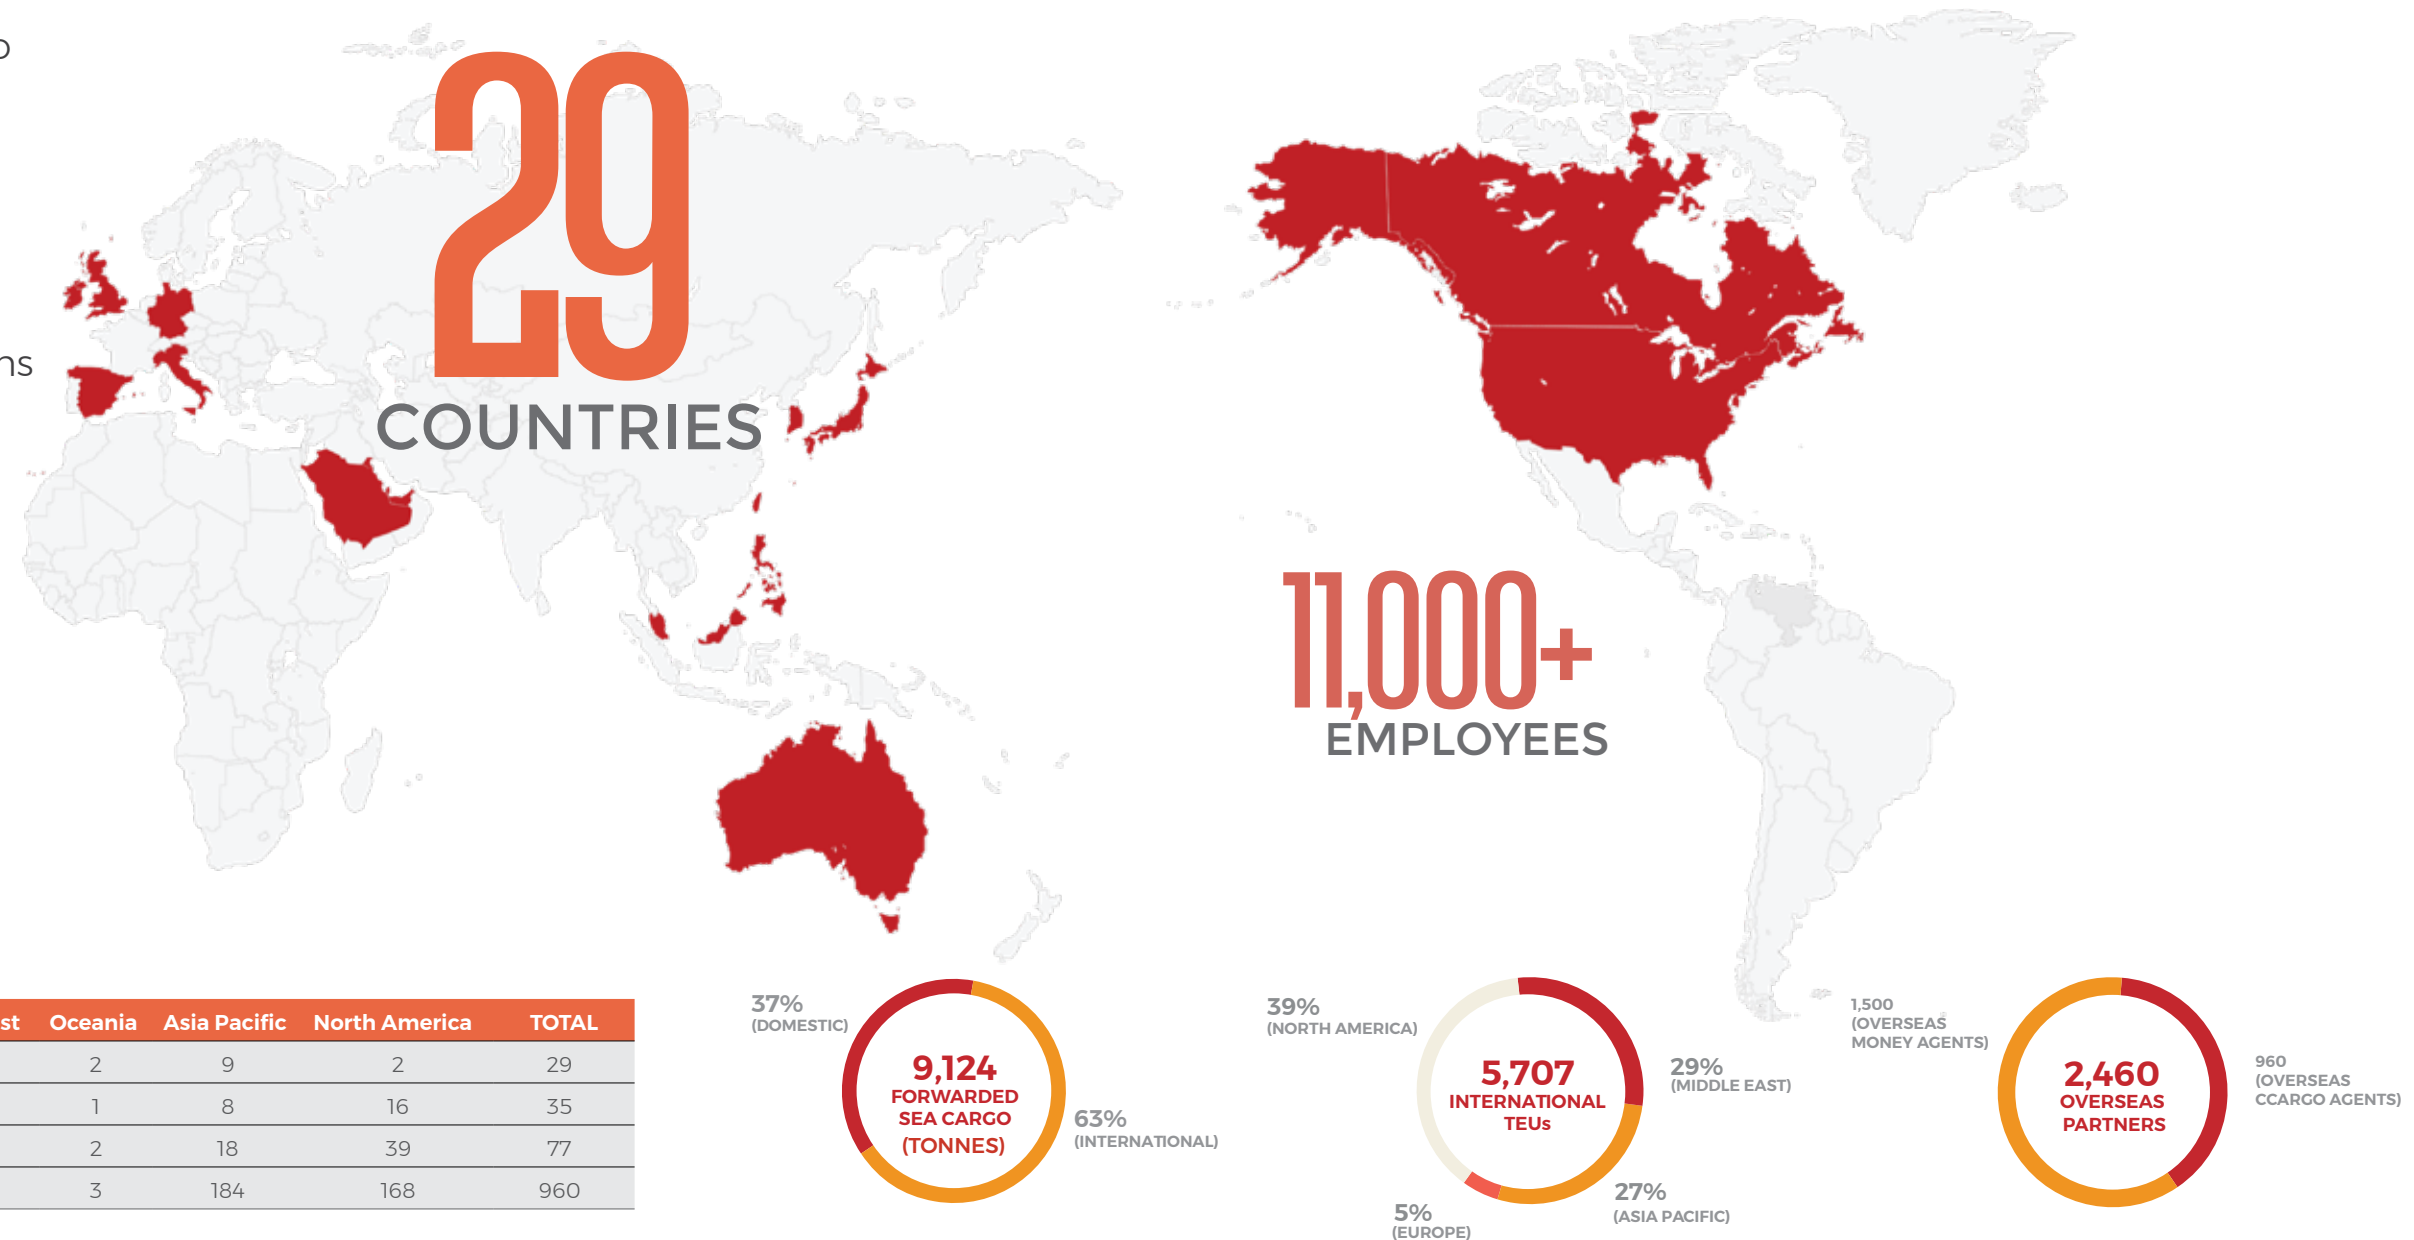 29
COUNTRIES
11,000+
EMPLOYEES
st Oceania Asia Pacific North America TOTAL
2 9 2 29
1 8 16 35
2 18 39 77
3 184 168 960
37%
(DOMESTIC)
9,124
FORWARDED
SEA CARGO
(TONNES)
63%
(INTERNATIONAL)
39%
(NORTH AMERICA)
5,707
INTERNATIONAL
TEUs
29%
(MIDDLE EAST)
27%
(ASIA PACIFIC)
5%
(EUROPE)
1,500
(OVERSEAS
MONEY AGENTS)
2,460
OVERSEAS
PARTNERS
960
(OVERSEAS
CCARGO AGENTS)